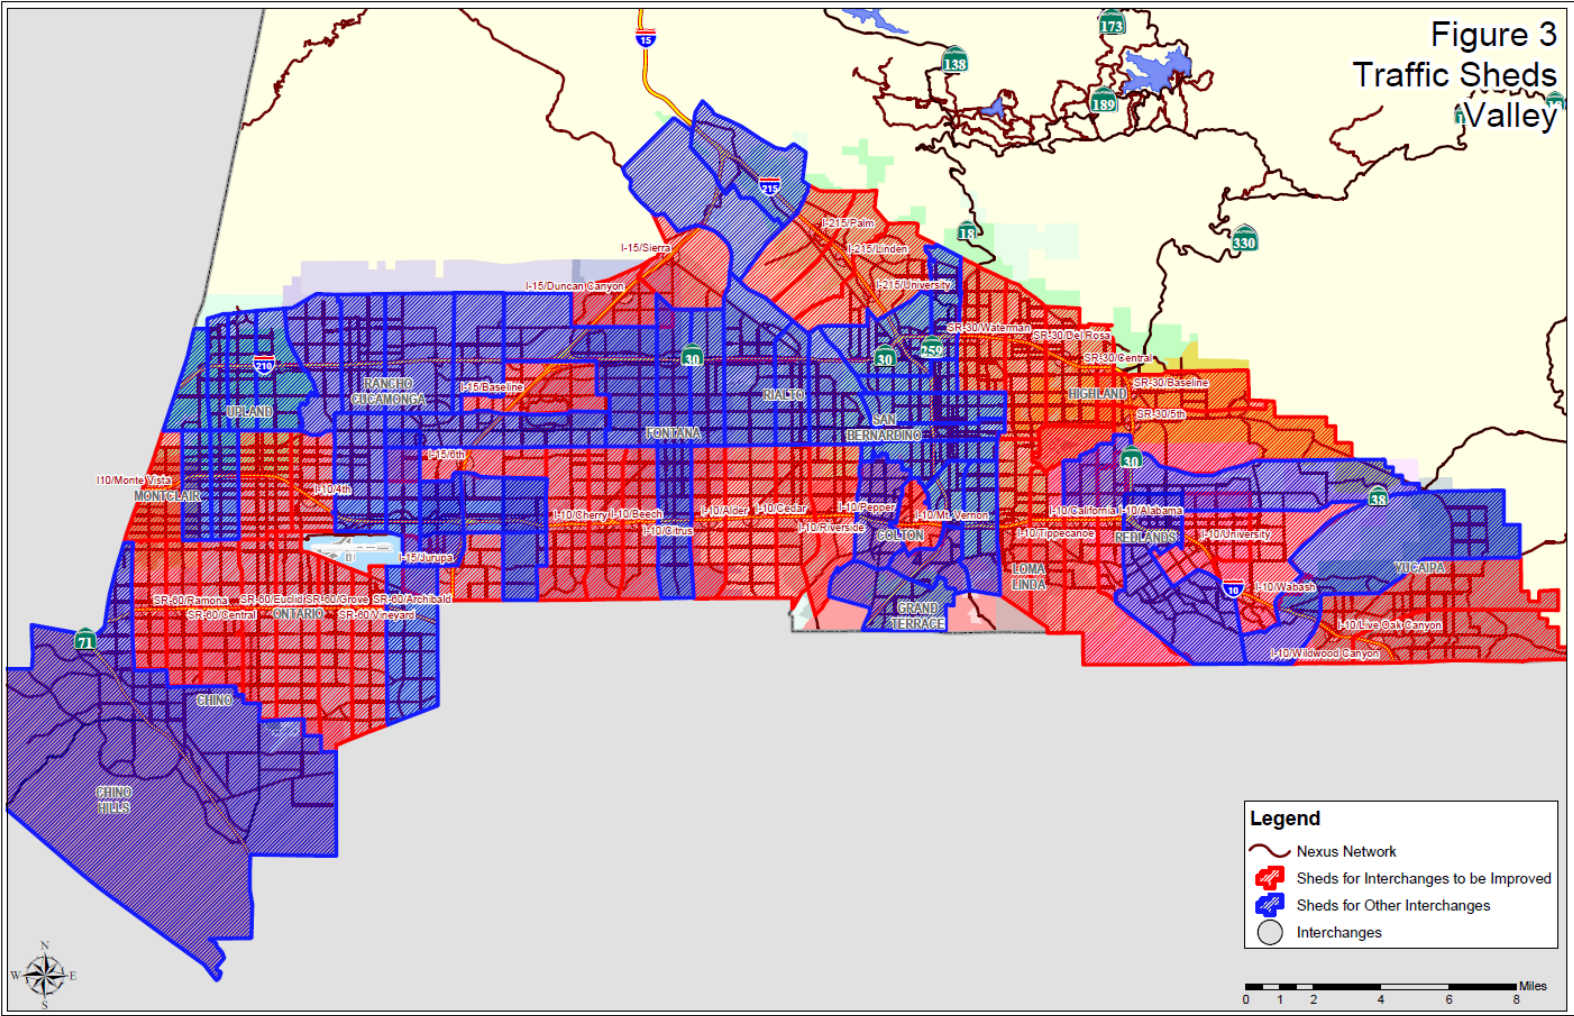 Figure 3
Traffic Sheds
Valley
15
173
138
189
215
18
330
I-215/Palm
I-15/Sierra
I-215/Linden
I-15/Duncan Canyon
I-215/University
SR-30/Waterman
SR-30/Del Rosa
259
30
30
SR-30/Central
210
I-15/Baseline
RANCHO
CUCAMONGA
RIALTO
HIGHLAND
SR-30/Baseline
UPLAND
SR-30/5th
SAN
BERNARDINO
FONTANA
I-15/6th
30
I10/Monte Vista
MONTCLAIR
I-10/4th
38
I-10/Cherry
I-10/Beech
I-10/Alder
I-10/Cedar
I-10/Pepper
I-10/Mt. Vernon
I-10/California
I-10/Alabama
I-10/Citrus
I-10/Riverside
COLTON
I-10/Tippecanoe
REDLANDS
I-10/University
I-15/Jurupa
LOMA
LINDA
YUCAIPA
10
I-10/Wabash
SR-60/Ramona
SR-60/Euclid
SR-60/Grove
SR-60/Archibald
SR-60/Central
ONTARIO
SR-60/Vineyard
GRAND
TERRACE
I-10/Live Oak Canyon
71
I-10/Wildwood Canyon
CHINO
CHINO
HILLS
Legend
Nexus Network
Sheds for Interchanges to be Improved
Sheds for Other Interchanges
Interchanges
N
W
E
S
Miles
0 1 2 4 6 8